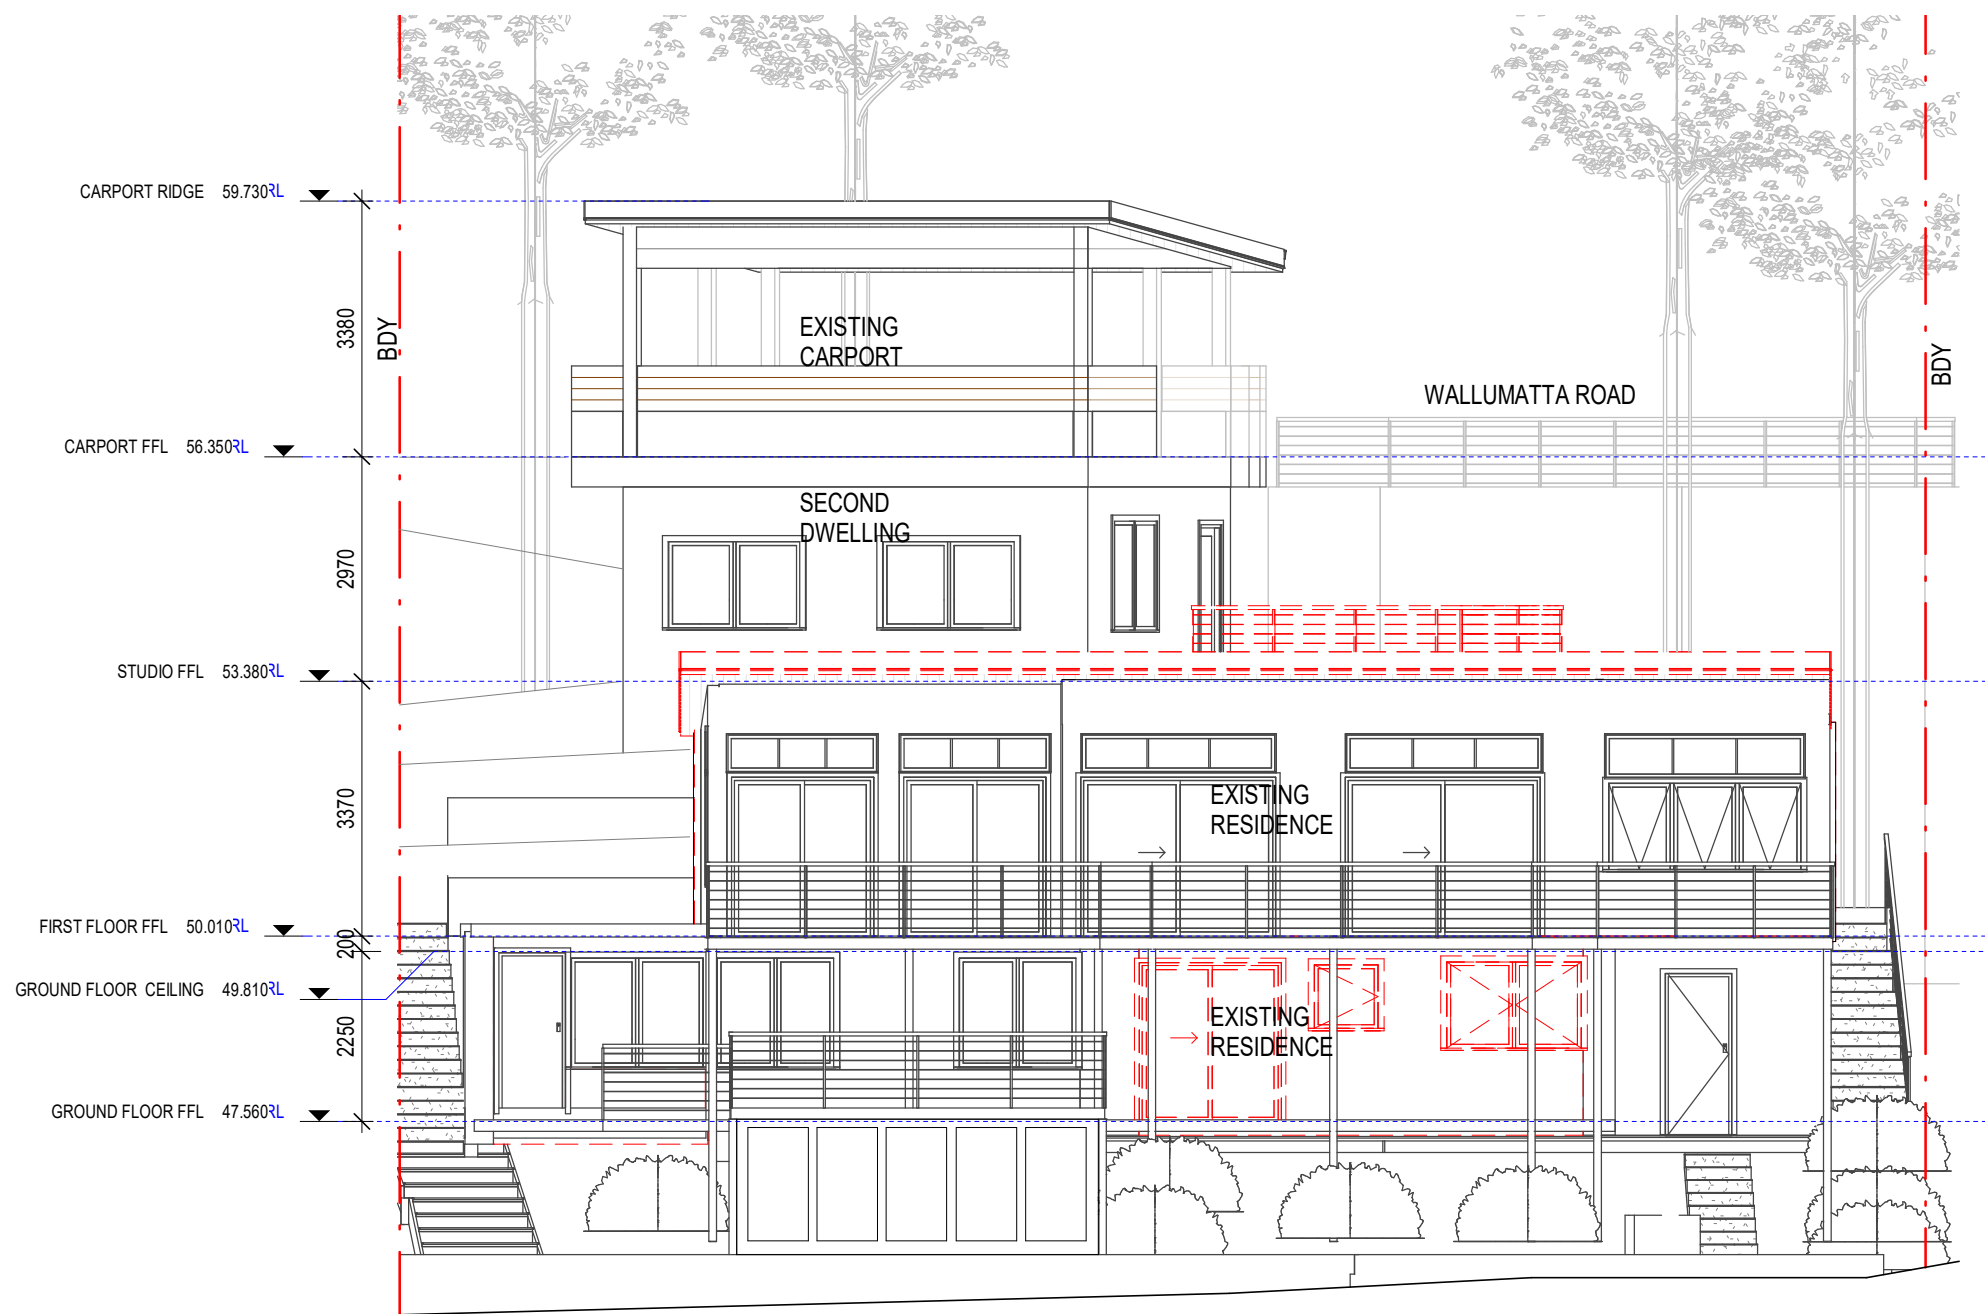 CARPORT RIDGE 59.730RL
3380
BDY
EXISTING
CARPORT
BDY
WALLUMATTA ROAD
CARPORT FFL 56.350RL
SECOND
DWELLING
2970
STUDIO FFL 53.380RL
3370
EXISTING
RESIDENCE
FIRST FLOOR FFL 50.010RL
200
GROUND FLOOR CEILING 49.810RL
EXISTING
RESIDENCE
2250
GROUND FLOOR FFL 47.560RL